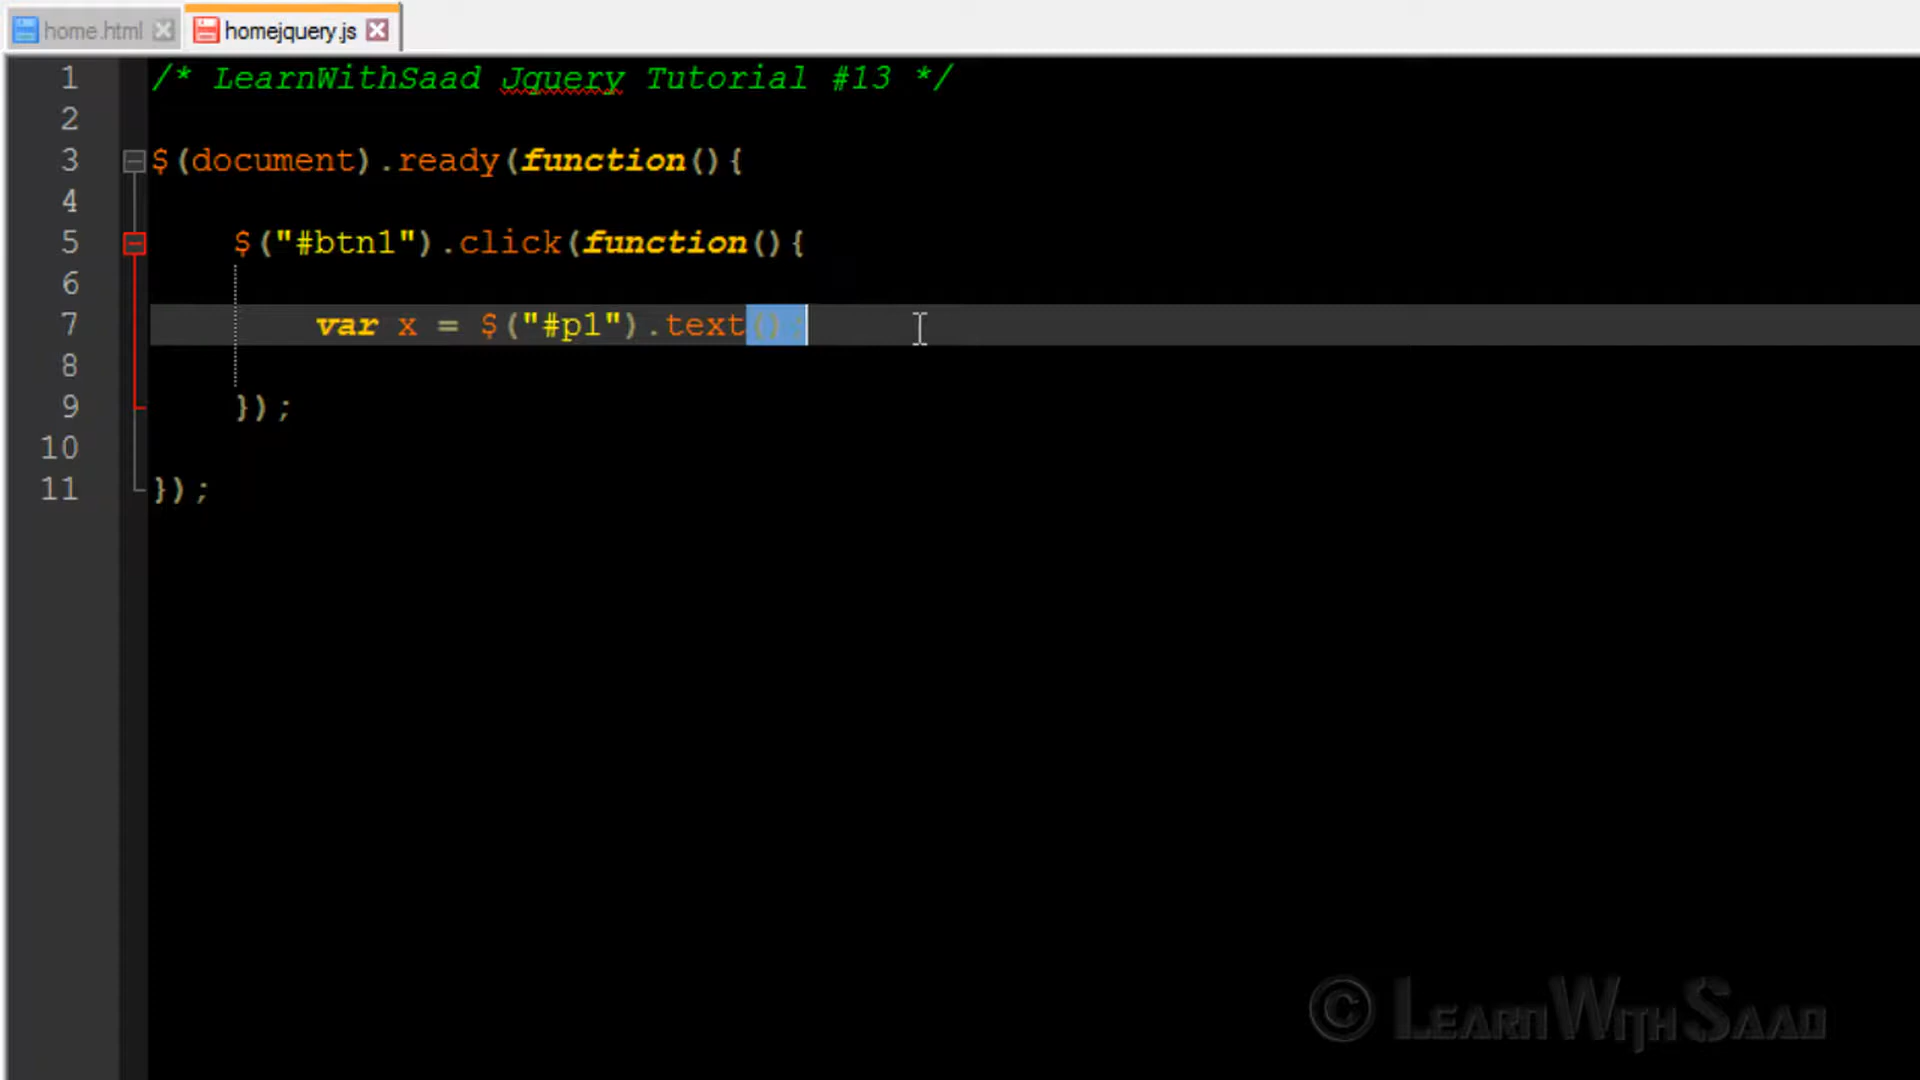 home.html homejquery.js
1 /* LearnWithSaad Jquery Tutorial #13 */
2
3 $(document).ready(function(){
4
5 $("#btn1").click(function(){
6
7 var x = $("#p1").text();
8
9 });
10
11 });
© LearnWithSaad